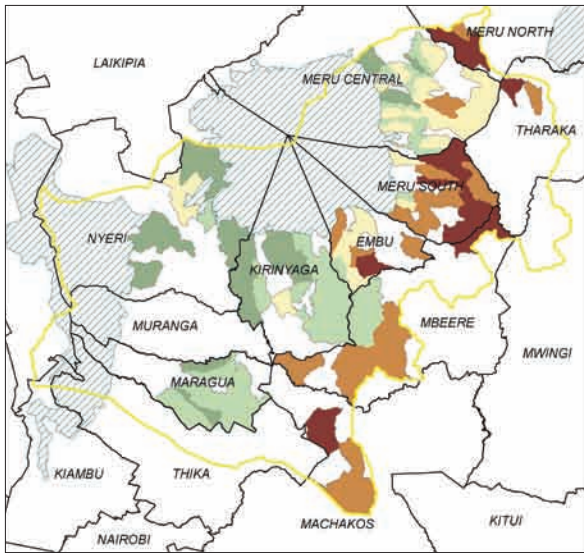 MERU NORTH
LAIKIPIA
MERU CENTRAL
THARAKA
MERU SOUTH
NYERI
EMBU
KIRINYAGA
MURANGA
MBEERE
MWINGI
MARAGUA
KIAMBU
THIKA
MACHAKOS
KITUI
NAIROBI